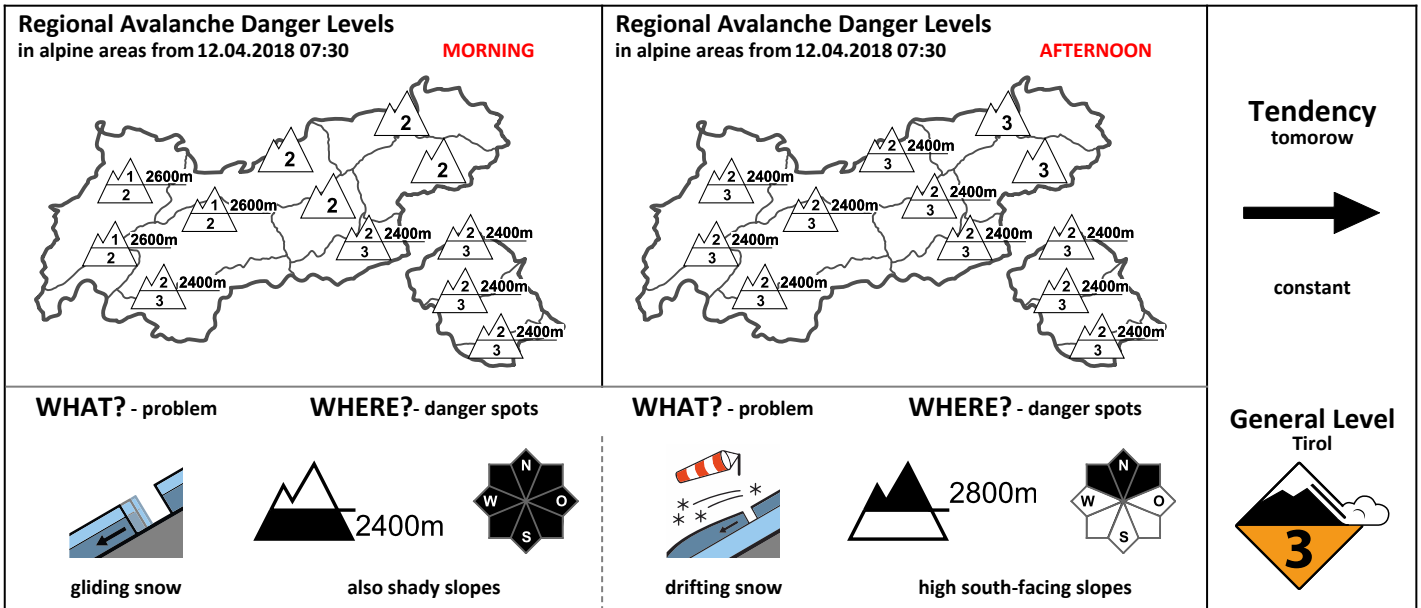 Regional Avalanche Danger Levels
in alpine areas from 12.04.2018 07:30 MORNING
2
2
1 2600m
2
2
1 2600m
2
2
1 2600m
2
2 2400m
3
2 2400m
3
2 2400m
3
2 2400m
3
2 2400m
3
Regional Avalanche Danger Levels
in alpine areas from 12.04.2018 07:30 AFTERNOON
3
2 2400m
3
3
2 2400m
3
2 2400m
3
2 2400m
3
2 2400m
3
2 2400m
3
2 2400m
3
2 2400m
3
2 2400m
3
2 2400m
3
Tendency
tomorow
constant
WHAT? - problem
gliding snow
WHERE? - danger spots
2400m
N
W O
S
also shady slopes
WHAT? - problem
drifting snow
WHERE? - danger spots
2800m
N
W O
S
high south-facing slopes
General Level
Tirol
3